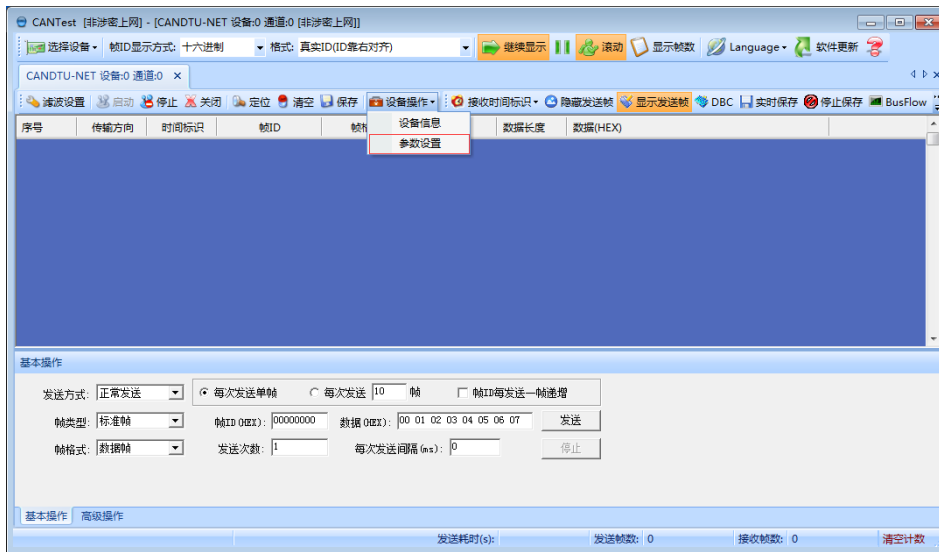 CANTest [非涉密上网] - [CANDTU-NET 设备:0 通道:0 [非涉密上网]]
选择设备 帧ID显示方式: 十六进制 格式: 真实ID(ID靠右对齐) 继续显示 滚动 显示帧数 Language 软件更新
CANDTU-NET 设备:0 通道:0 ×
滤波设置 启动 停止 关闭 定位 清空 保存 设备操作 接收时间标识 隐藏发送帧 显示发送帧 DBC 实时保存 停止保存 BusFlow
序号 传输方向 时间标识 帧ID 数据长度 数据(HEX)
设备信息
参数设置
基本操作
发送方式: 正常发送 每次发送单帧 每次发送 10 帧 帧ID每发送一帧递增
帧类型: 标准帧 帧ID(HEX): 00000000 数据(HEX): 00 01 02 03 04 05 06 07 发送
帧格式: 数据帧 发送次数: 1 每次发送间隔(ms): 0 停止
基本操作 高级操作
发送耗时(s): 发送帧数: 0 接收帧数: 0 清空计数